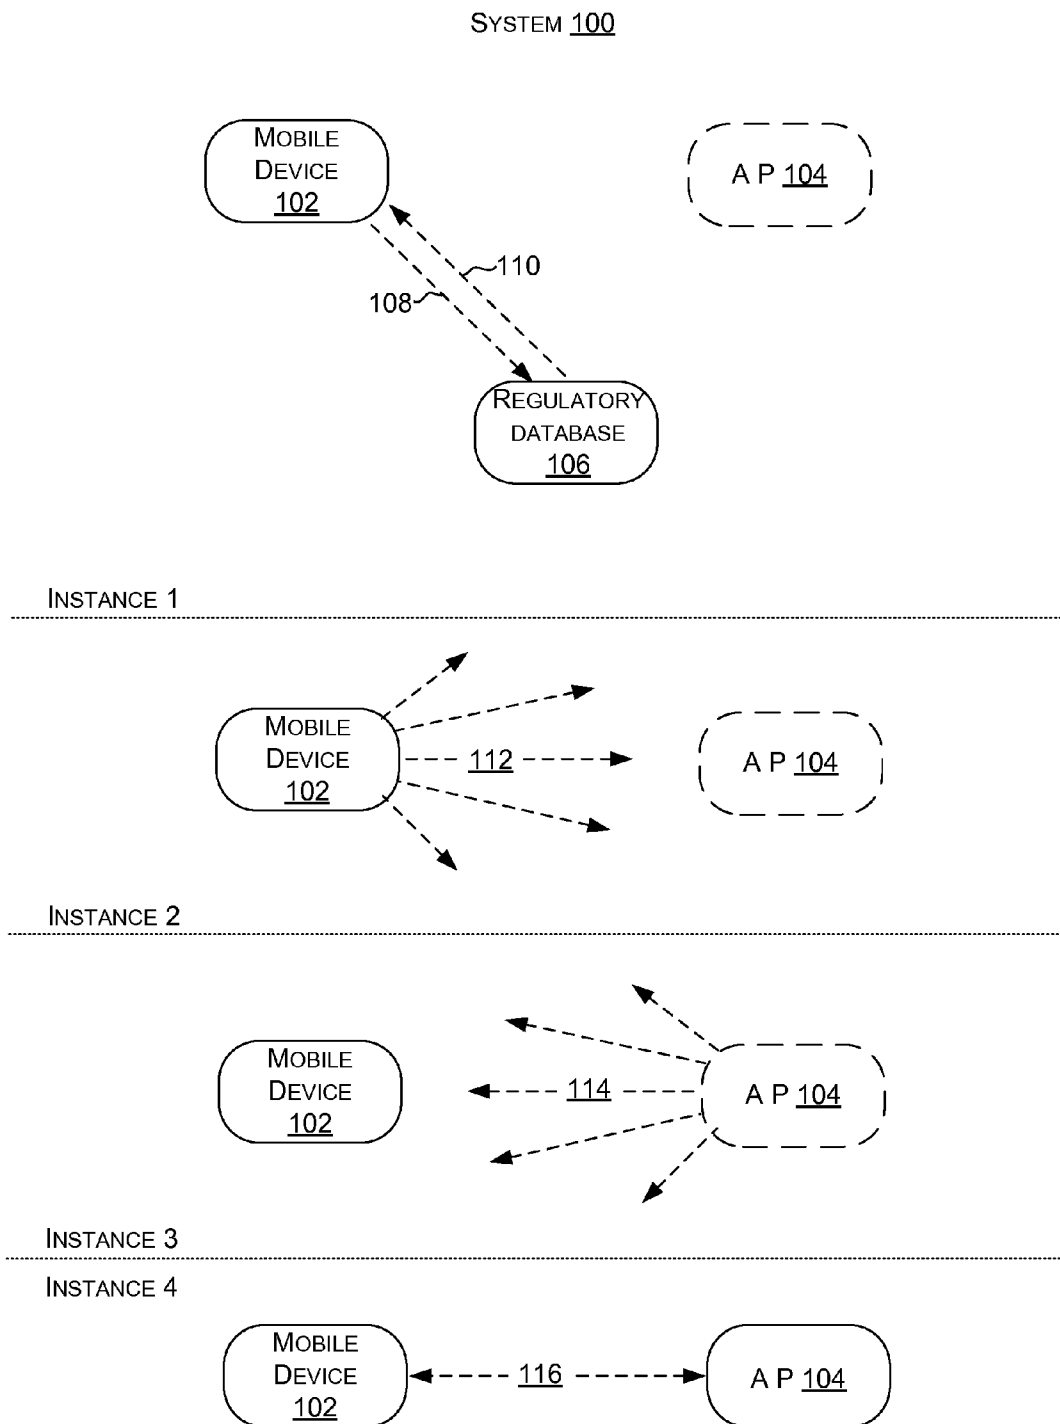 SYSTEM 100
MOBILE
DEVICE
102
A P 104
110
108
REGULATORY
DATABASE
106
INSTANCE 1
MOBILE
DEVICE
102
112
A P 104
INSTANCE 2
MOBILE
DEVICE
102
114
A P 104
INSTANCE 3
INSTANCE 4
MOBILE
DEVICE
102
116
A P 104